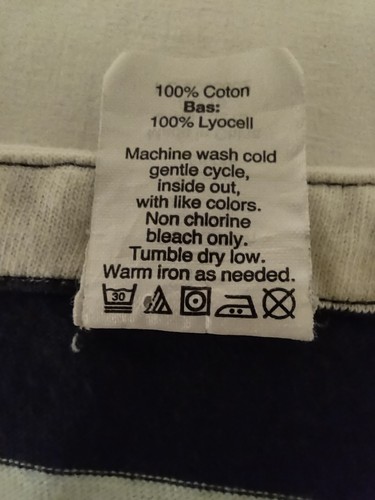 100% Coton
Bas:
100% Lyocell
Machine wash cold
gentle cycle,
inside out,
with like colors.
Non chlorine
bleach only.
Tumble dry low.
Warm iron as needed.
30